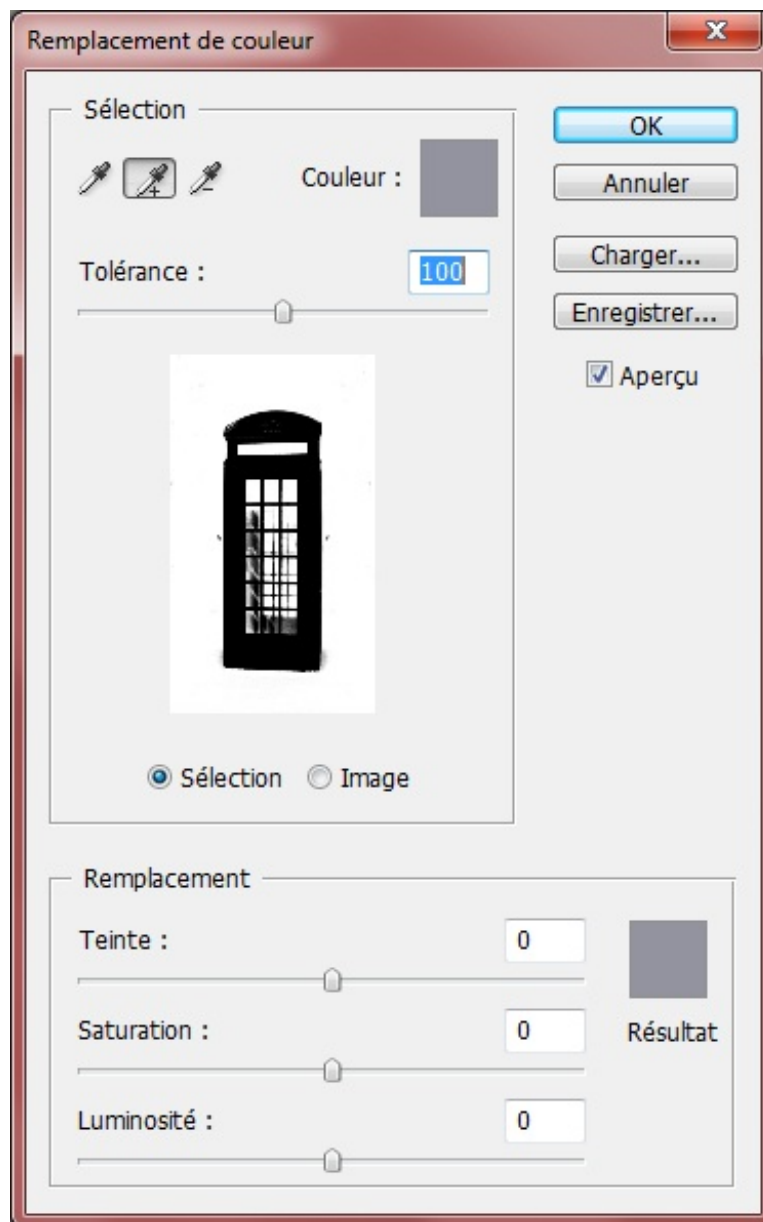 Remplacement de couleur
Sélection
OK
Couleur :
Annuler
Tolérance :
100
Charger...
Enregistrer...
Aperçu
Sélection
Image
Remplacement
Teinte :
0
Saturation :
0
Résultat
Luminosité :
0